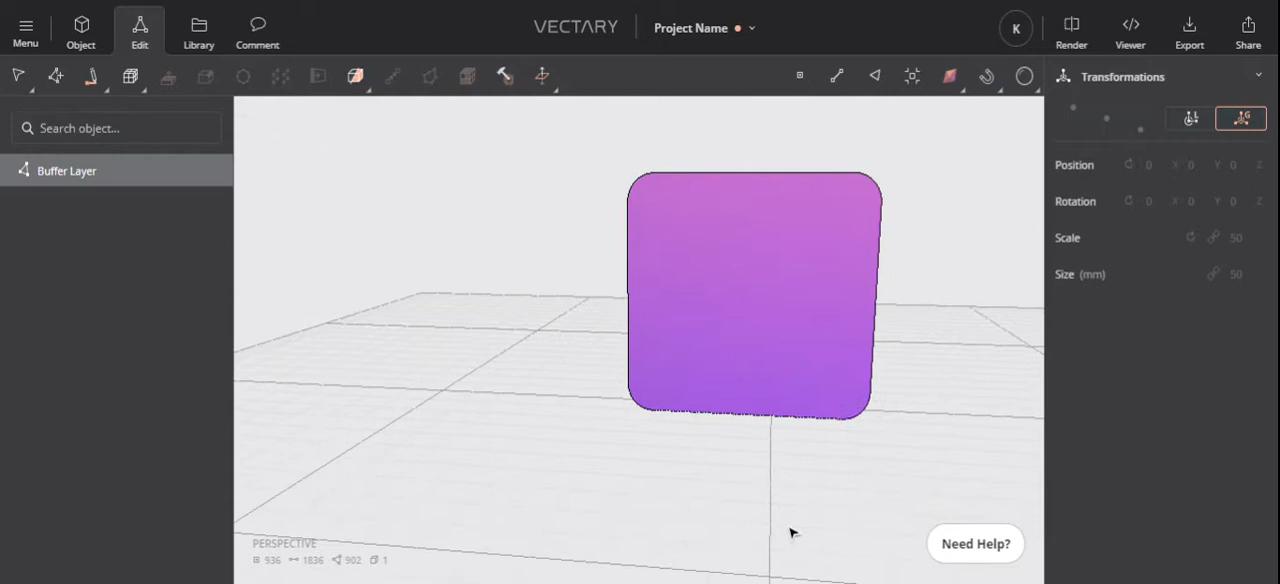 Menu
Object
Edit
Library
Comment
VECTARY
Project Name
K
Render
Viewer
Export
Share
Search object...
Buffer Layer
Transformations
L
G
Position 0 X 0 Y 0 Z
Rotation 0 X 0 Y 0 Z
Scale 50
Size (mm) 50
PERSPECTIVE
936 1836 902 1
Need Help?